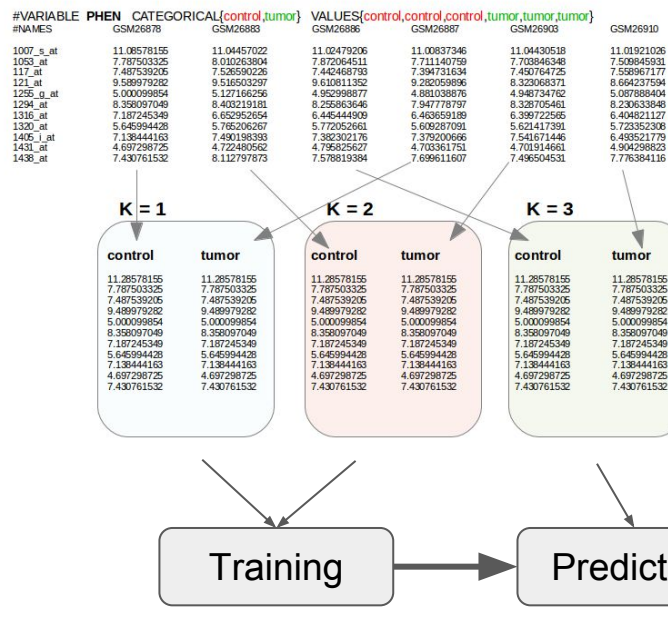 #VARIABLE PHEN CATEGORICAL{control,tumor} VALUES{control,control,control,tumor,tumor,tumor}
#NAMES GSM26878 GSM26883 GSM26886 GSM26887 GSM26903 GSM26910
1007_s_at 11.08578155 11.04457022 11.02479206 11.00837346 11.04430518 11.01921026
1053_at 7.787503325 8.010263804 7.872064511 7.711140759 7.703846348 7.509845931
117_at 7.487539205 7.526590226 7.442468793 7.394731634 7.450764725 7.558967177
121_at 9.589979282 9.516503297 9.610811352 9.282059896 8.323068371 8.664237594
1255_g_at 5.000099854 5.127166256 4.952998877 4.881038876 4.948734762 5.087888404
1294_at 8.358097049 8.403219181 8.255863646 7.947778797 8.328705461 8.230633848
1316_at 7.187245349 6.652952654 6.445444909 6.463659189 6.399722565 6.404821127
1320_at 5.645994428 5.765206267 5.772052661 5.609287091 5.621417391 5.723352308
1405_i_at 7.138444163 7.490198393 7.382302176 7.379200666 7.541671446 6.493521779
1431_at 4.697298725 4.722480562 4.795825627 4.703361751 4.701914661 4.904298823
1438_at 7.430761532 8.112797873 7.578819384 7.699611607 7.496504531 7.776384116
K = 1 K = 2 K = 3
control tumor control tumor control tumor
11.28578155 11.28578155 11.28578155 11.28578155 11.28578155 11.28578155
7.787503325 7.787503325 7.787503325 7.787503325 7.787503325 7.787503325
7.487539205 7.487539205 7.487539205 7.487539205 7.487539205 7.487539205
9.489979282 9.489979282 9.489979282 9.489979282 9.489979282 9.489979282
5.000099854 5.000099854 5.000099854 5.000099854 5.000099854 5.000099854
8.358097049 8.358097049 8.358097049 8.358097049 8.358097049 8.358097049
7.187245349 7.187245349 7.187245349 7.187245349 7.187245349 7.187245349
5.645994428 5.645994428 5.645994428 5.645994428 5.645994428 5.645994428
7.138444163 7.138444163 7.138444163 7.138444163 7.138444163 7.138444163
4.697298725 4.697298725 4.697298725 4.697298725 4.697298725 4.697298725
7.430761532 7.430761532 7.430761532 7.430761532 7.430761532 7.430761532
Training Predict